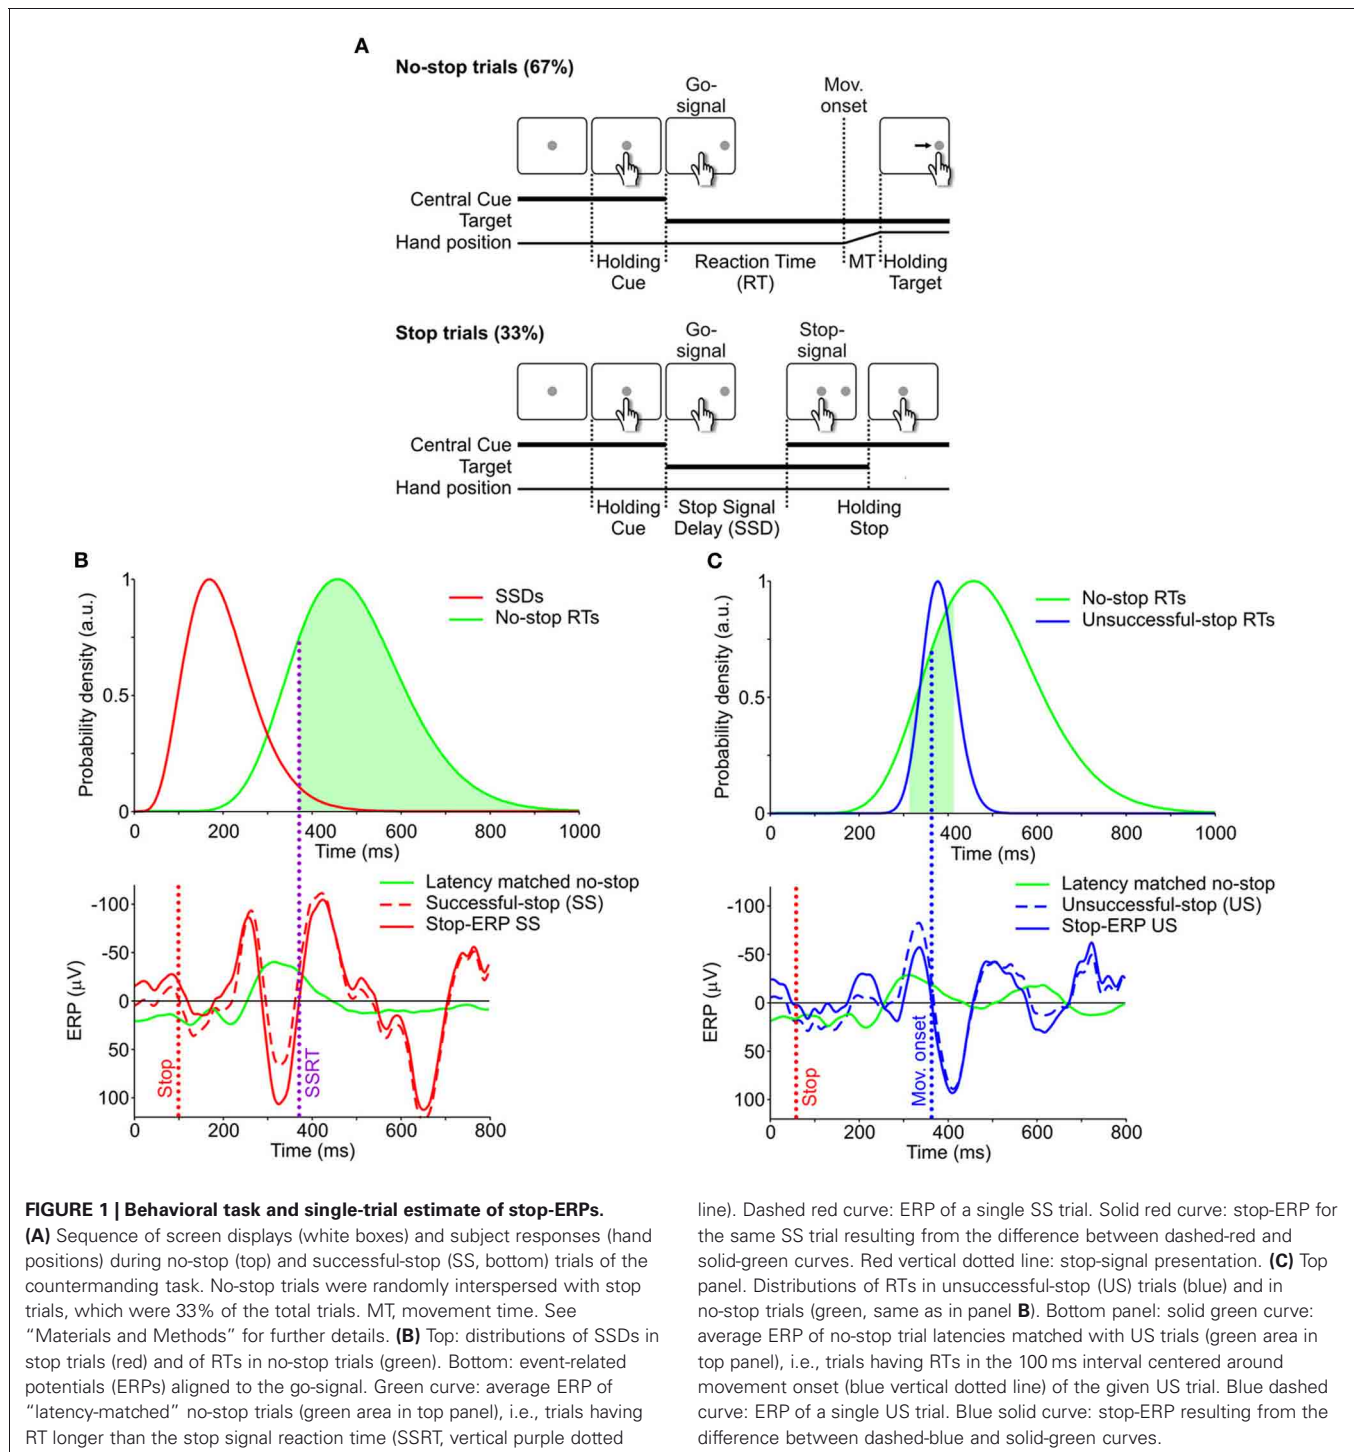 A
No-stop trials (67%)
Go-
signal
Mov.
onset
Central Cue
Target
Hand position
Holding
Cue
Reaction Time
(RT)
MT
Holding
Target
Stop trials (33%)
Go-
signal
Stop-
signal
Central Cue
Target
Hand position
Holding
Cue
Stop Signal
Delay (SSD)
Holding
Stop
B
1
0.5
0
Probability density (a.u.)
SSDs
No-stop RTs
0 200 400 600 800 1000
Time (ms)
Latency matched no-stop
Successful-stop (SS)
Stop-ERP SS
-100
-50
0
50
100
ERP (µV)
Stop
SSRT
0 200 400 600 800
Time (ms)
C
1
0.5
0
Probability density (a.u.)
No-stop RTs
Unsuccessful-stop RTs
0 200 400 600 800 1000
Time (ms)
Latency matched no-stop
Unsuccessful-stop (US)
Stop-ERP US
-100
-50
0
50
100
ERP (µV)
Stop
Mov. onset
0 200 400 600 800
Time (ms)
FIGURE 1 | Behavioral task and single-trial estimate of stop-ERPs.
(A) Sequence of screen displays (white boxes) and subject responses (hand
positions) during no-stop (top) and successful-stop (SS, bottom) trials of the
countermanding task. No-stop trials were randomly interspersed with stop
trials, which were 33% of the total trials. MT, movement time. See
“Materials and Methods” for further details. (B) Top: distributions of SSDs in
stop trials (red) and of RTs in no-stop trials (green). Bottom: event-related
potentials (ERPs) aligned to the go-signal. Green curve: average ERP of
“latency-matched” no-stop trials (green area in top panel), i.e., trials having
RT longer than the stop signal reaction time (SSRT, vertical purple dotted
line). Dashed red curve: ERP of a single SS trial. Solid red curve: stop-ERP for
the same SS trial resulting from the difference between dashed-red and
solid-green curves. Red vertical dotted line: stop-signal presentation. (C) Top
panel. Distributions of RTs in unsuccessful-stop (US) trials (blue) and in
no-stop trials (green, same as in panel B). Bottom panel: solid green curve:
average ERP of no-stop trial latencies matched with US trials (green area in
top panel), i.e., trials having RTs in the 100 ms interval centered around
movement onset (blue vertical dotted line) of the given US trial. Blue dashed
curve: ERP of a single US trial. Blue solid curve: stop-ERP resulting from the
difference between dashed-blue and solid-green curves.